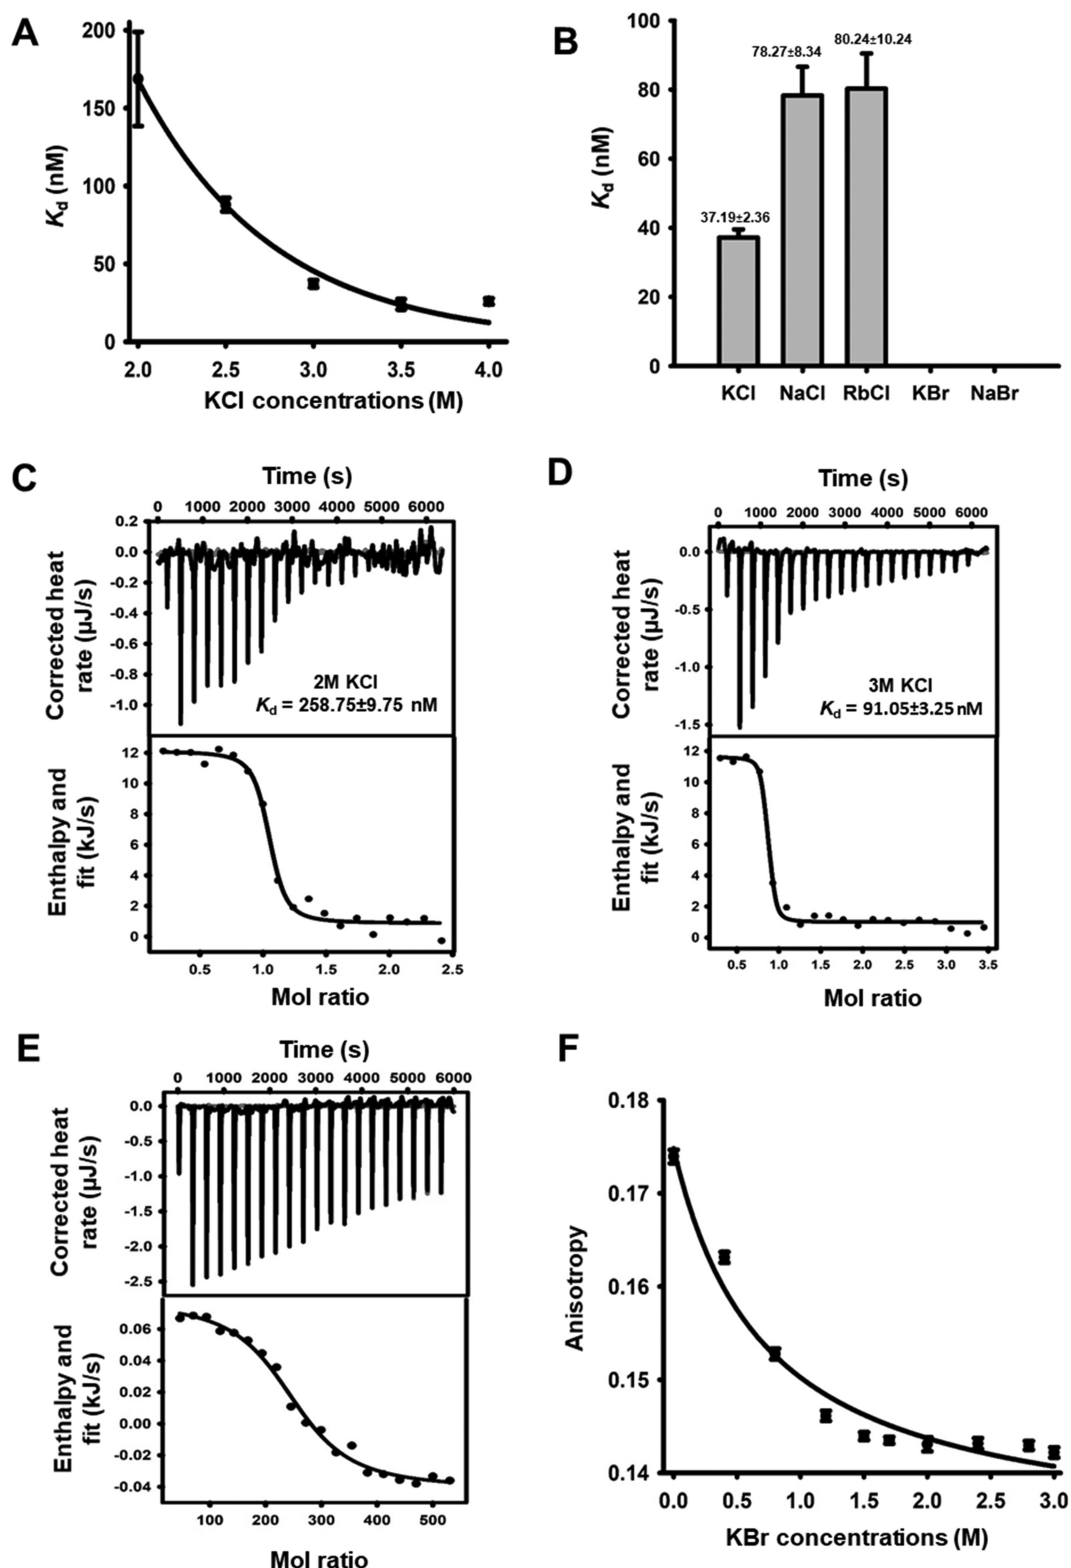 A
200
150
100
50
0
Kd (nM)
2.0 2.5 3.0 3.5 4.0
KCl concentrations (M)
B
100
80
60
40
20
0
Kd (nM)
37.19±2.36
78.27±8.34
80.24±10.24
KCl NaCl RbCl KBr NaBr
C
Time (s)
0 1000 2000 3000 4000 5000 6000
0.2
0.0
-0.2
-0.4
-0.6
-0.8
-1.0
Corrected heat
rate (µJ/s)
2M KCl
Kd = 258.75±9.75 nM
12
10
8
6
4
2
0
Enthalpy and
fit (kJ/s)
0.5 1.0 1.5 2.0 2.5
Mol ratio
D
Time (s)
0 1000 2000 3000 4000 5000 6000
0.0
-0.5
-1.0
-1.5
Corrected heat
rate (µJ/s)
3M KCl
Kd = 91.05±3.25 nM
12
10
8
6
4
2
0
Enthalpy and
fit (kJ/s)
0.5 1.0 1.5 2.0 2.5 3.0 3.5
Mol ratio
E
Time (s)
0 1000 2000 3000 4000 5000 6000
0.0
-0.5
-1.0
-1.5
-2.0
-2.5
Corrected heat
rate (µJ/s)
0.06
0.04
0.02
0.00
-0.02
-0.04
Enthalpy and
fit (kJ/s)
100 200 300 400 500
Mol ratio
F
0.18
0.17
0.16
0.15
0.14
Anisotropy
0.0 0.5 1.0 1.5 2.0 2.5 3.0
KBr concentrations (M)